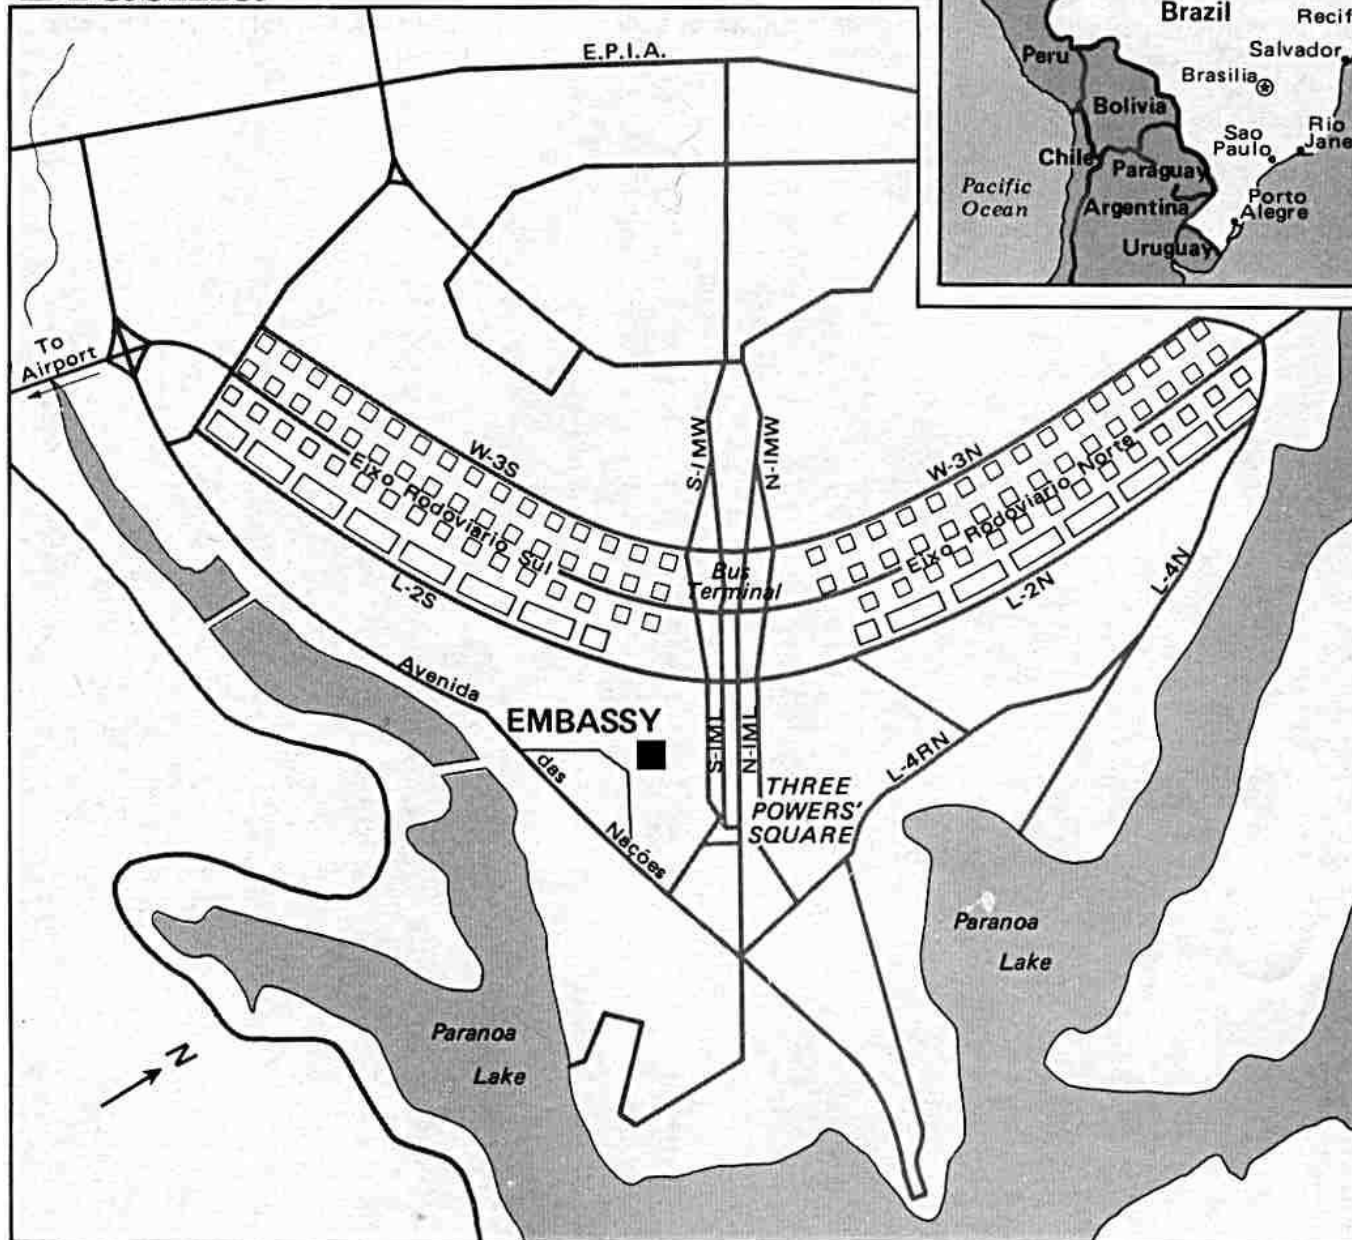 E.P.I.A.
Brazil
Recif
Salvador
Peru
Brasilia
Bolivia
Rio
Jane
Sao
Paulo
Chile
Paraguay
Pacific
Ocean
Argentina
Porto
Alegre
Uruguay
To
Airport
W-3S
S-IMW
N-IMW
W-3N
Eixo Rodoviario Sul
Eixo Rodoviario Norte
Bus
Terminal
L-2S
L-2N
L-4N
Avenida
das
Nações
EMBASSY
S-IML
N-IML
L-4RN
THREE
POWERS'
SQUARE
Paranoa
Lake
Paranoa
Lake
N